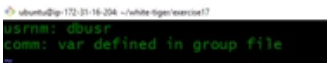 ubuntu@ip-172-31-16-204: ~/white-tiger/exercise17
usrnm: dbusr
comm: var defined in group file
~